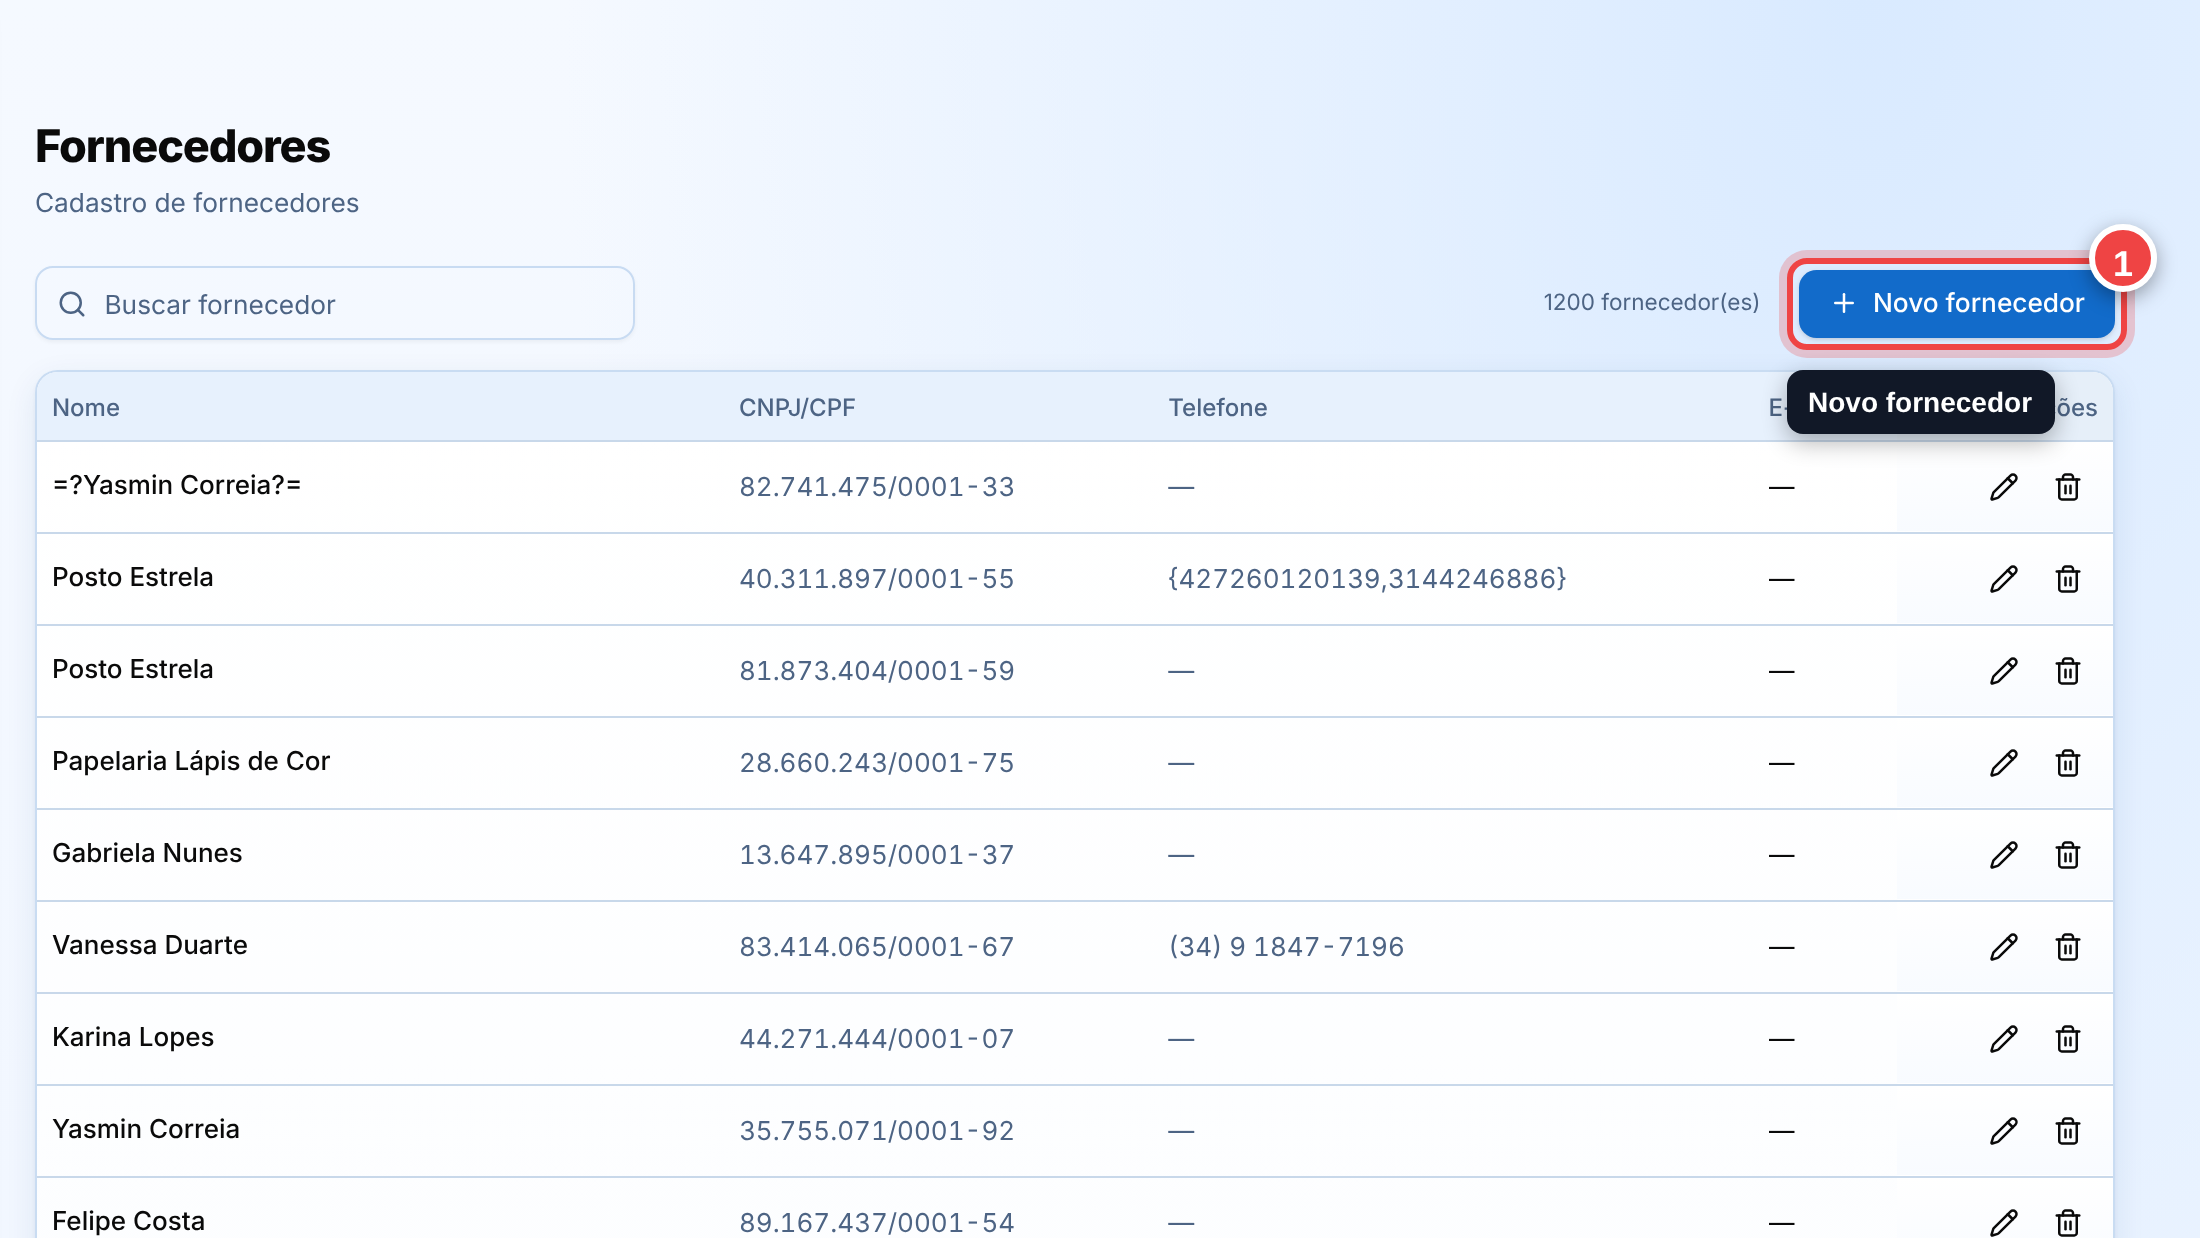 Fornecedores
Cadastro de fornecedores
Buscar fornecedor
1200 fornecedor(es)
+ Novo fornecedor
1
Novo fornecedor
Nome CNPJ/CPF Telefone E- ões
=?Yasmin Correia?= 82.741.475/0001-33 — —
Posto Estrela 40.311.897/0001-55 {427260120139,3144246886} —
Posto Estrela 81.873.404/0001-59 — —
Papelaria Lápis de Cor 28.660.243/0001-75 — —
Gabriela Nunes 13.647.895/0001-37 — —
Vanessa Duarte 83.414.065/0001-67 (34) 9 1847-7196 —
Karina Lopes 44.271.444/0001-07 — —
Yasmin Correia 35.755.071/0001-92 — —
Felipe Costa 89.167.437/0001-54 — —